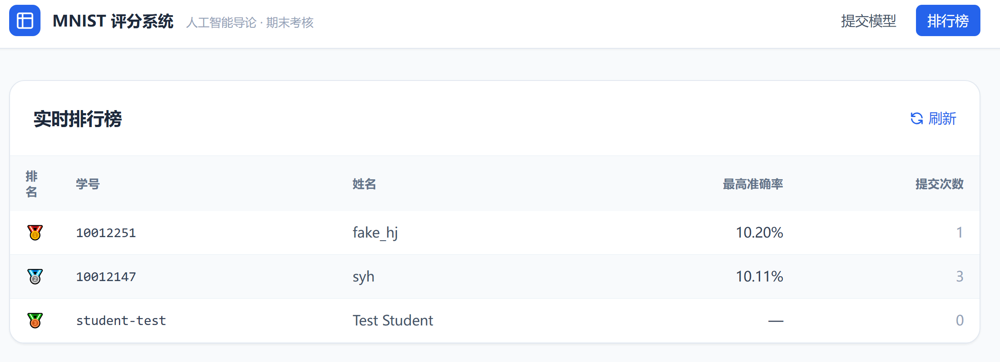 MNIST 评分系统 人工智能导论 · 期末考核 提交模型 排行榜
实时排行榜 刷新
排名 学号 姓名 最高准确率 提交次数
1 10012251 fake_hj 10.20% 1
2 10012147 syh 10.11% 3
3 student-test Test Student — 0